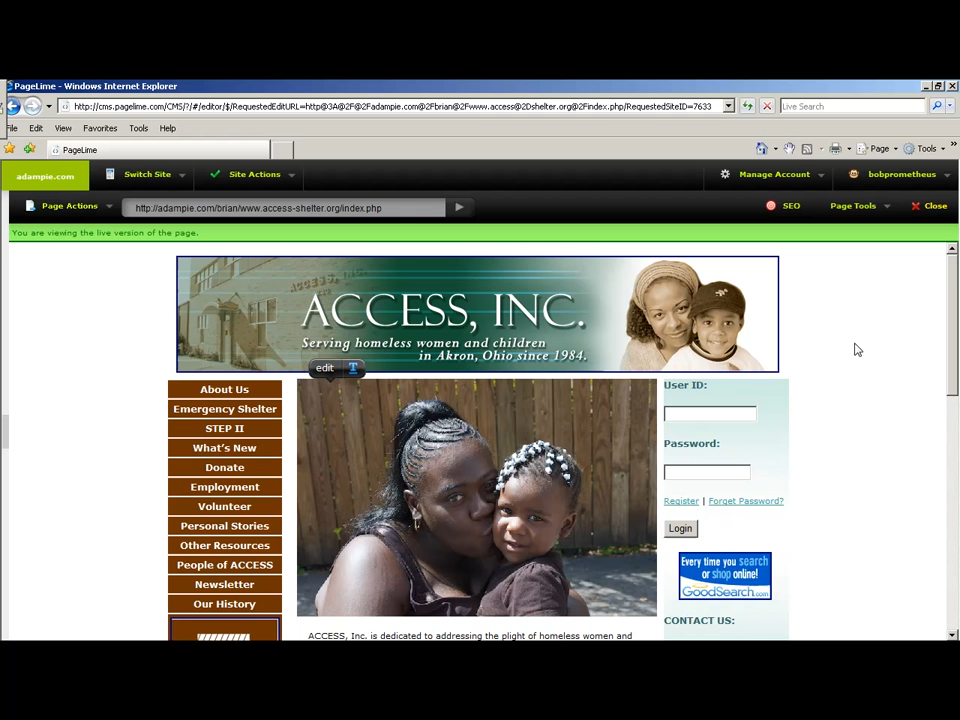 PageLime - Windows Internet Explorer
http://cms.pagelime.com/CMS/?/#/editor/$/RequestedEditURL=http@3A@2F@2Fadampie.com@2Fbrian@2Fwww.access@2Dshelter.org@2Findex.php/RequestedSiteID=7633
Live Search
File Edit View Favorites Tools Help
PageLime
Page Tools »
adampie.com Switch Site Site Actions Manage Account bobprometheus
Page Actions http://adampie.com/brian/www.access-shelter.org/index.php SEO Page Tools Close
You are viewing the live version of the page.
ACCESS, INC.
ACCESS, INC.
Serving homeless women and children
in Akron, Ohio since 1984.
edit T
About Us
Emergency Shelter
STEP II
What's New
Donate
Employment
Volunteer
Personal Stories
Other Resources
People of ACCESS
Newsletter
Our History
User ID:
Password:
Register | Forget Password?
Login
Every time you search
or shop online!
GoodSearch.com
CONTACT US:
ACCESS, Inc. is dedicated to addressing the plight of homeless women and